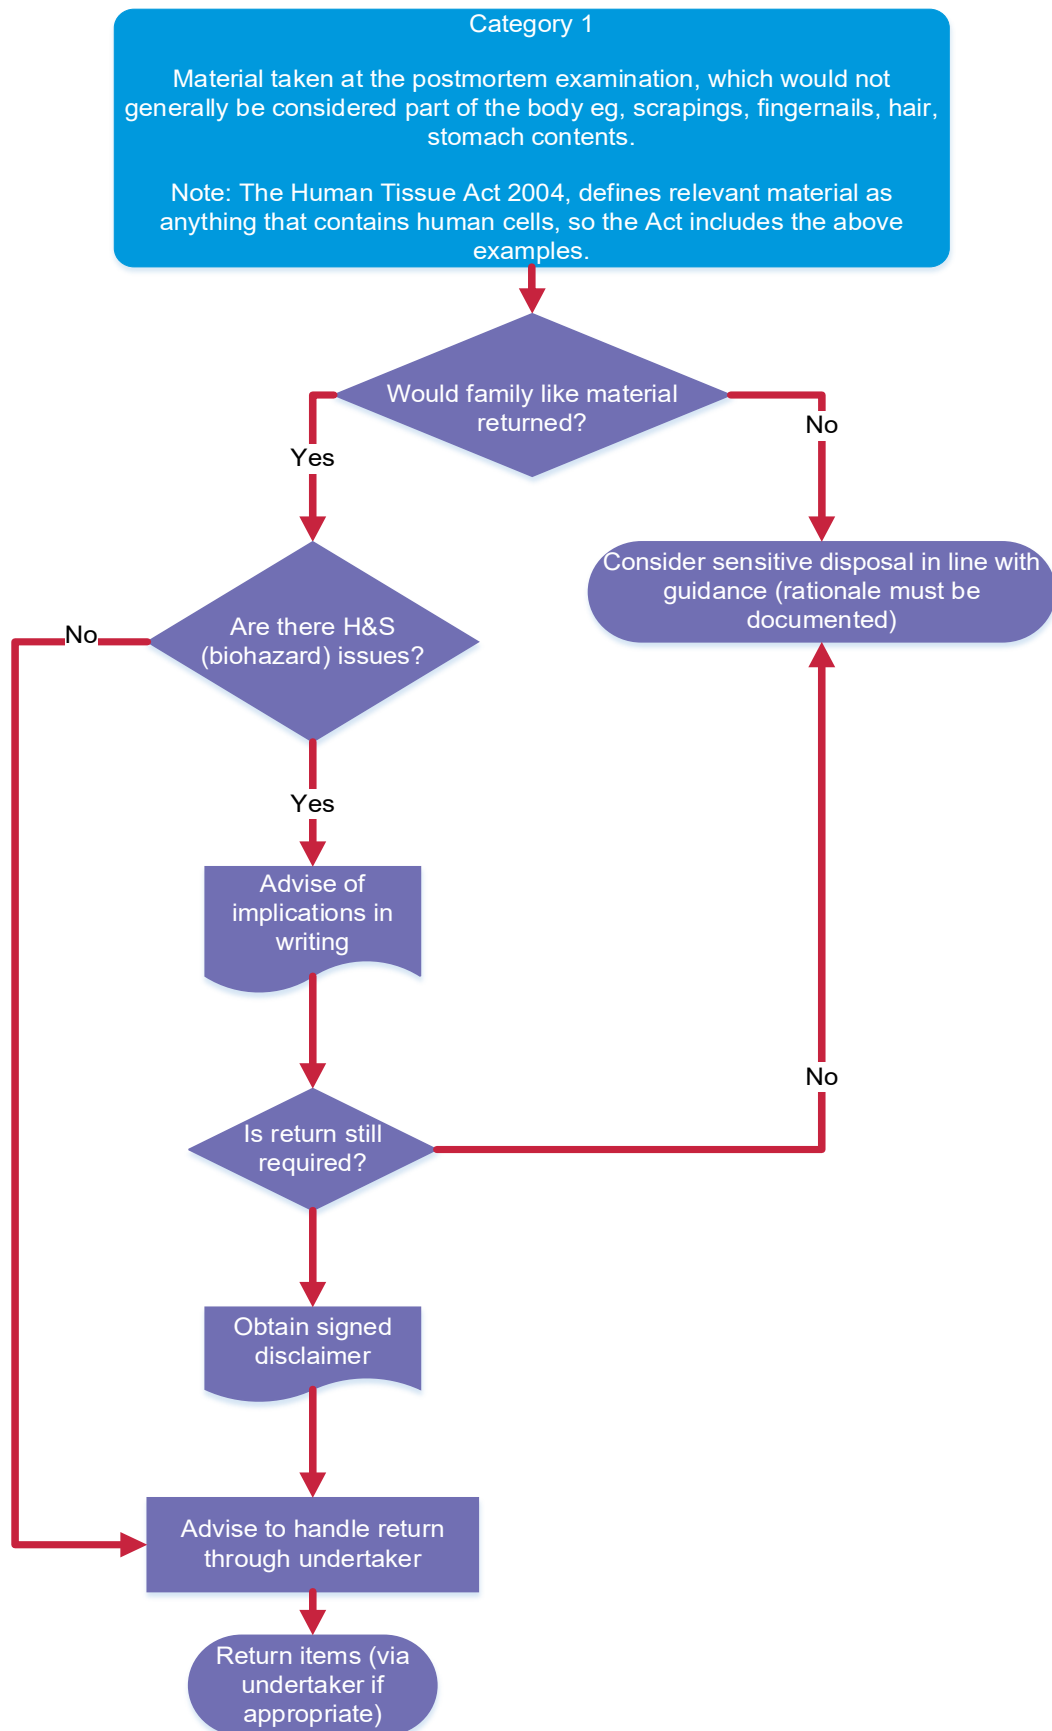 Category 1
Material taken at the postmortem examination, which would not
generally be considered part of the body eg, scrapings, fingernails, hair,
stomach contents.
Note: The Human Tissue Act 2004, defines relevant material as
anything that contains human cells, so the Act includes the above
examples.
Would family like material
returned?
No
Yes
Consider sensitive disposal in line with
guidance (rationale must be
documented)
Are there H&S
(biohazard) issues?
No
Yes
Advise of
implications in
writing
No
Is return still
required?
Obtain signed
disclaimer
Advise to handle return
through undertaker
Return items (via
undertaker if
appropriate)